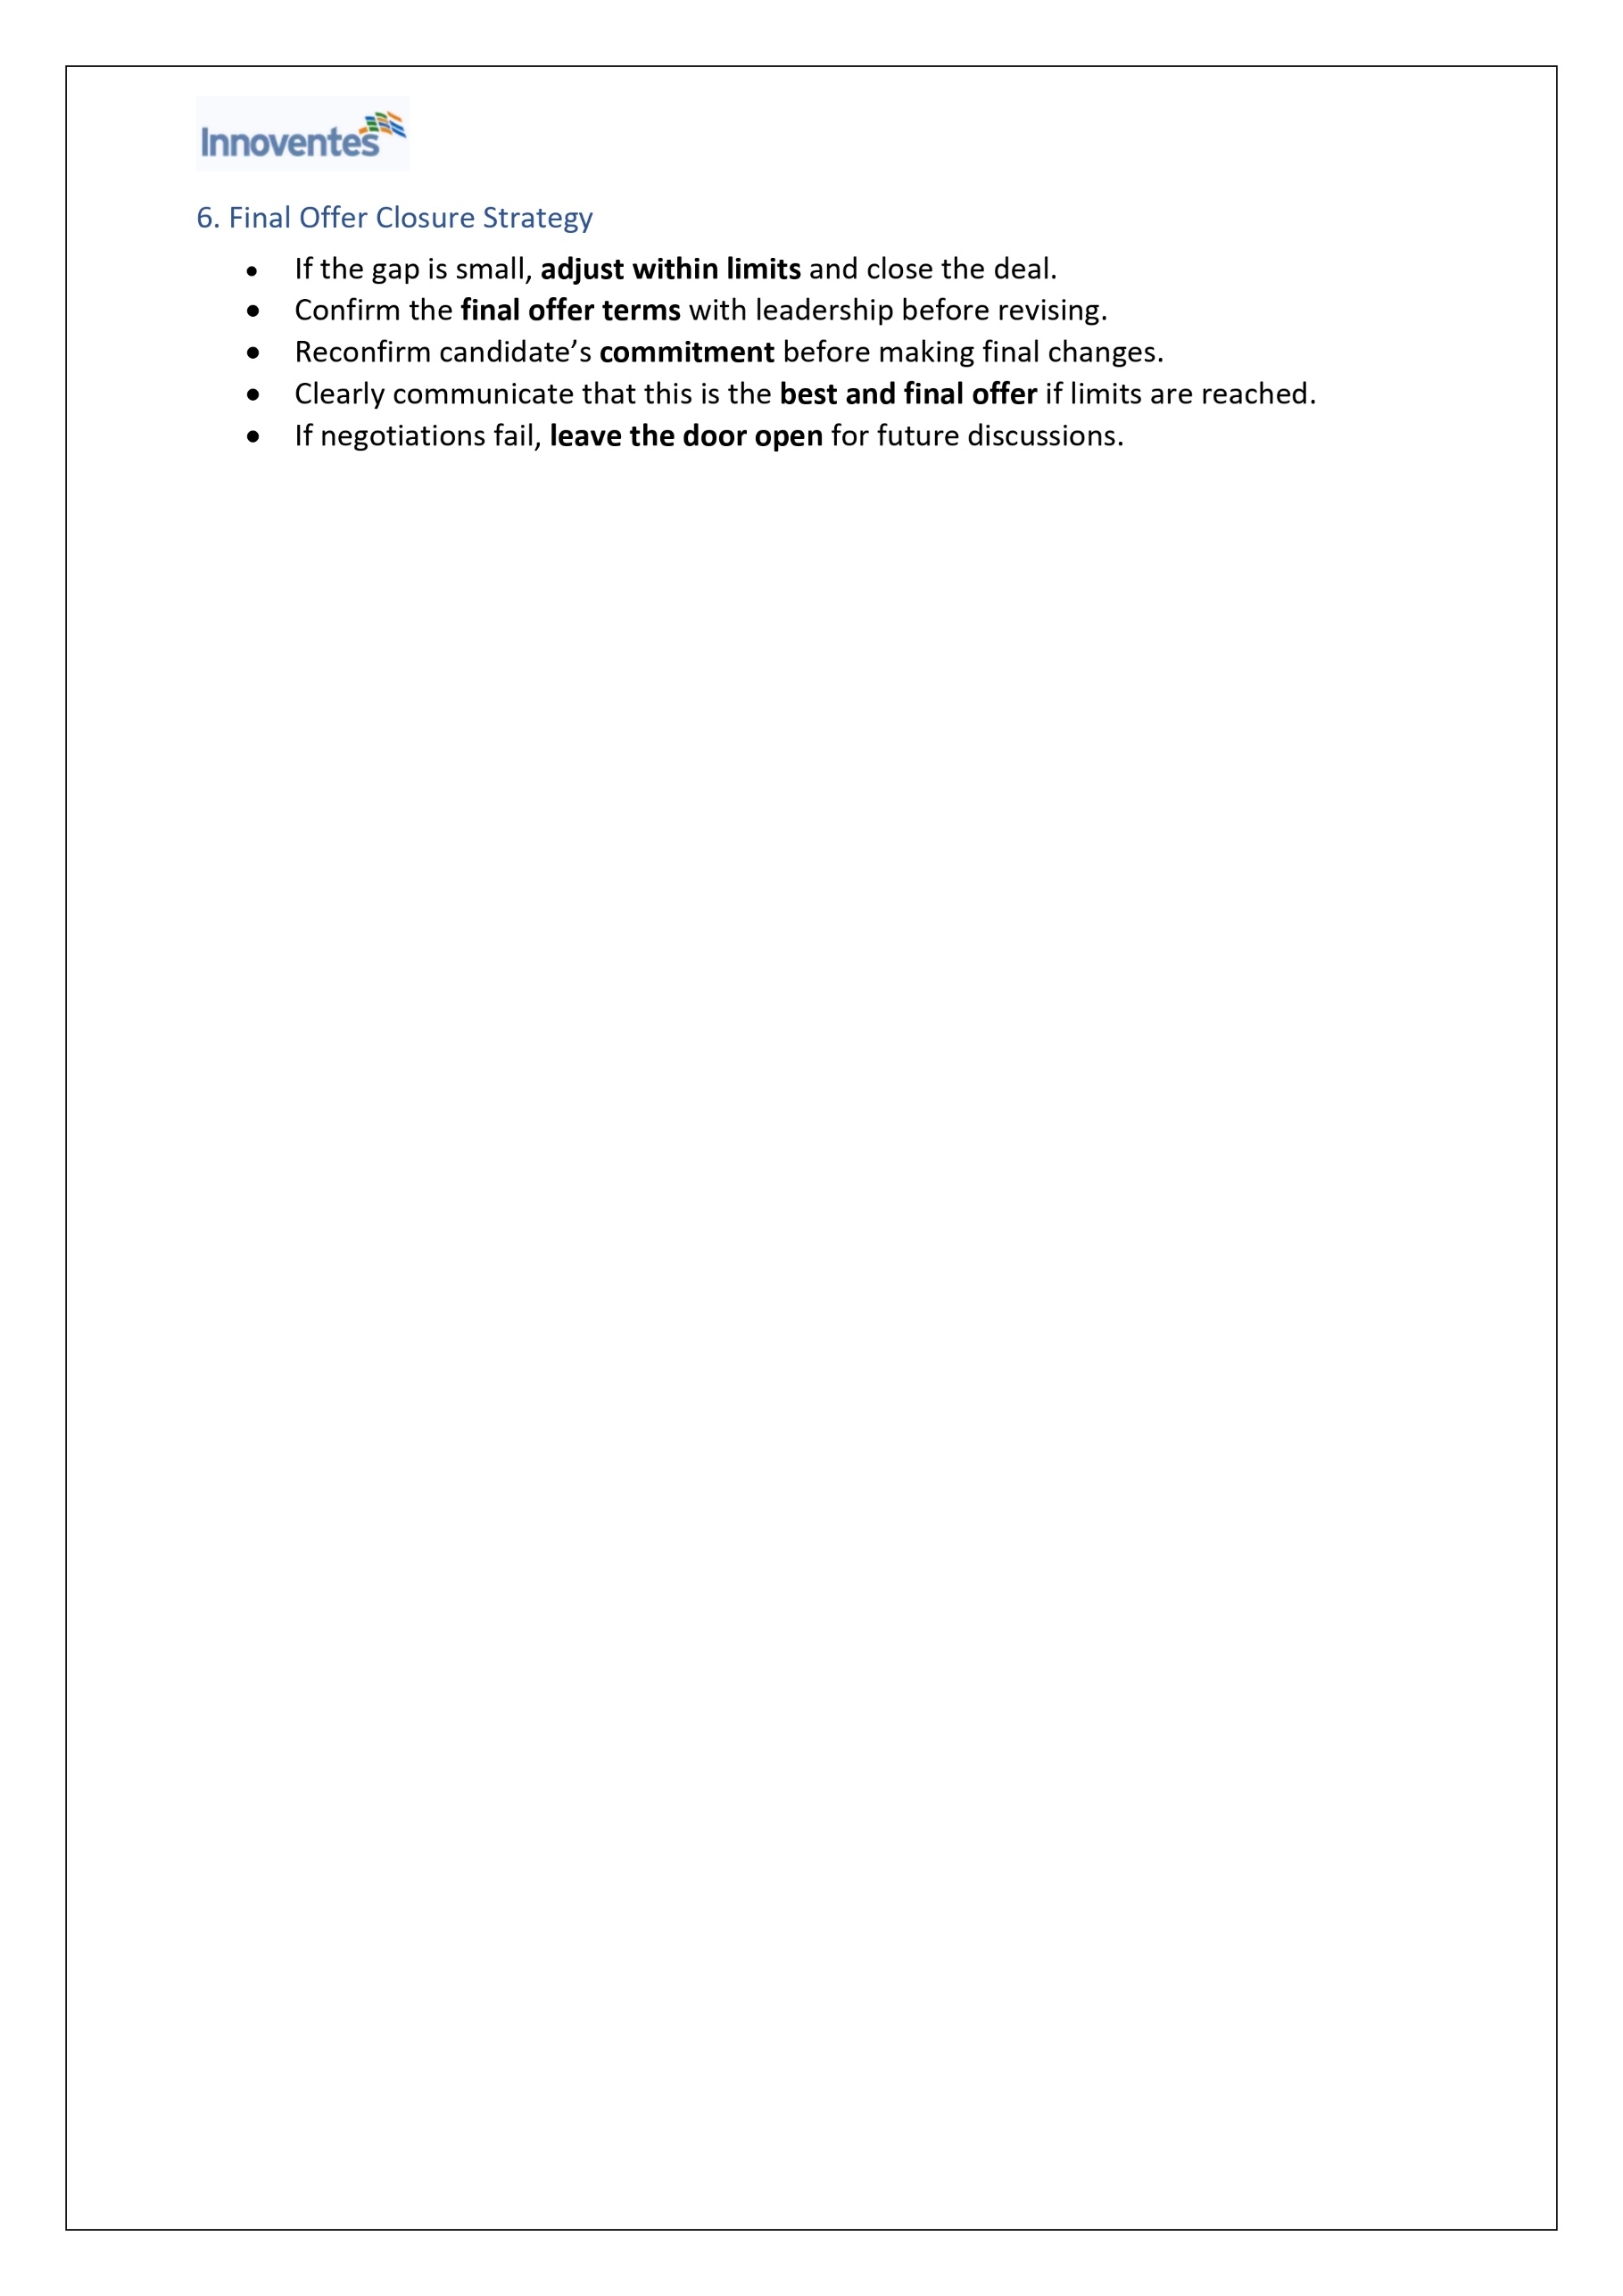 Innoventes
6. Final Offer Closure Strategy
• If the gap is small, adjust within limits and close the deal.
• Confirm the final offer terms with leadership before revising.
• Reconfirm candidate’s commitment before making final changes.
• Clearly communicate that this is the best and final offer if limits are reached.
• If negotiations fail, leave the door open for future discussions.